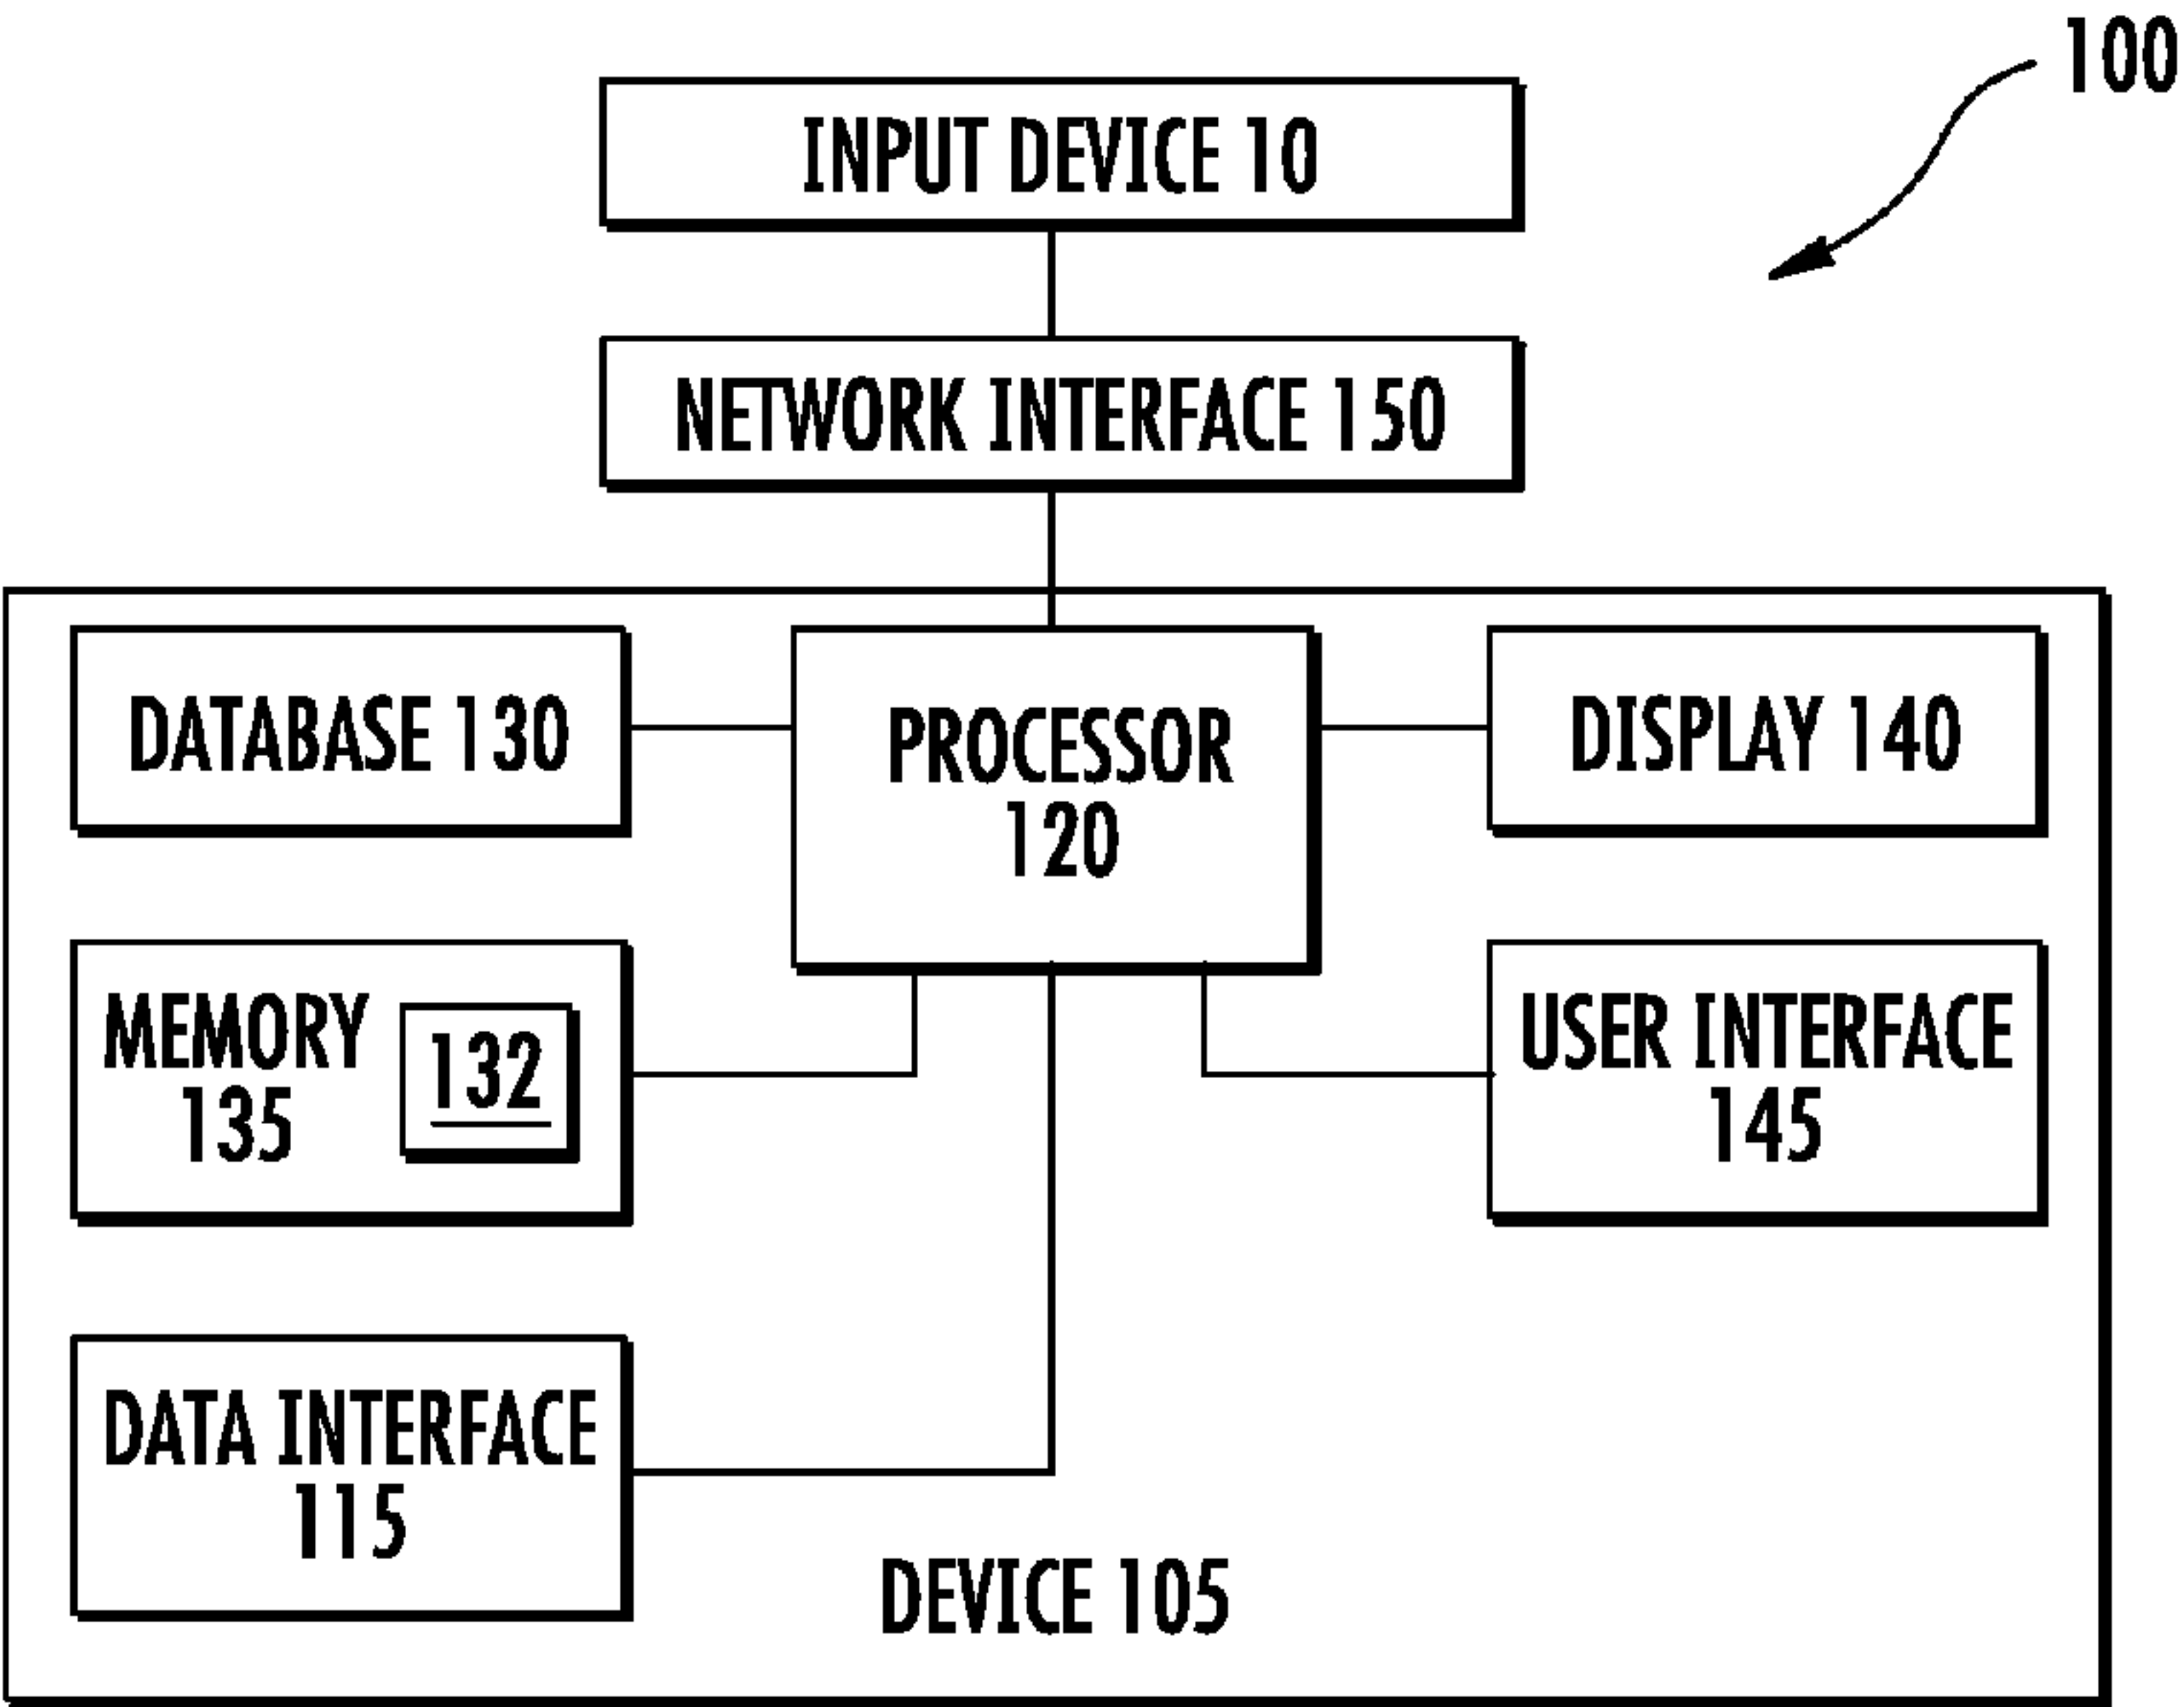 100
INPUT DEVICE 10
NETWORK INTERFACE 150
DATABASE 130
PROCESSOR
120
DISPLAY 140
MEMORY
135
132
USER INTERFACE
145
DATA INTERFACE
115
DEVICE 105